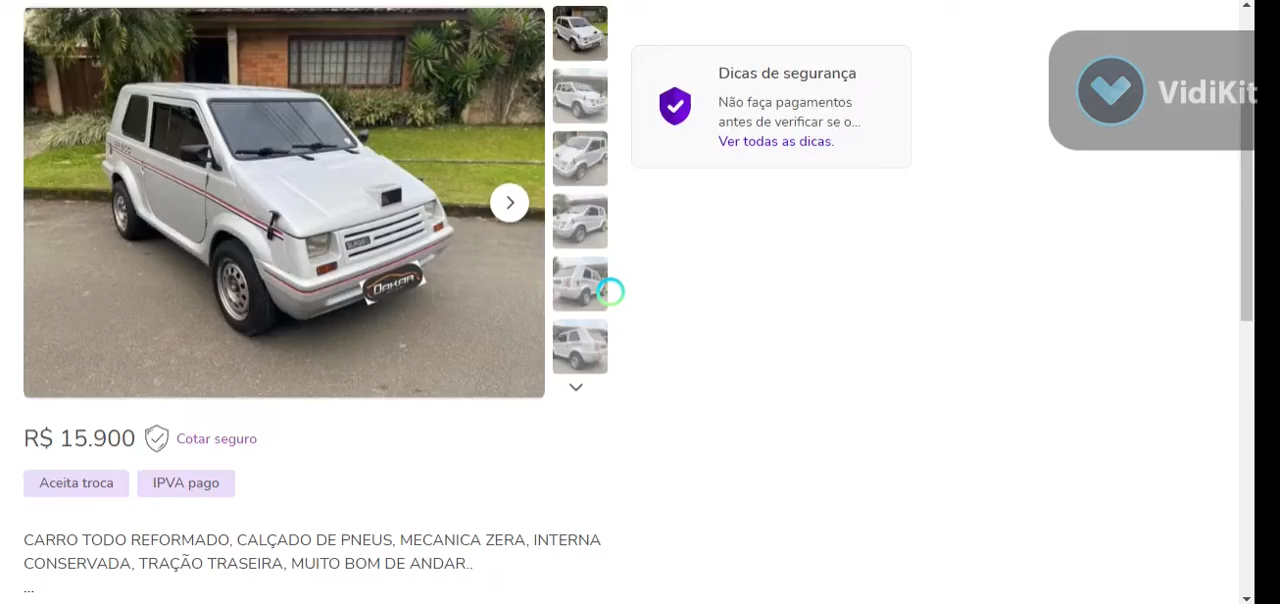 Dicas de segurança
Não faça pagamentos
antes de verificar se o...
Ver todas as dicas.
VidiKit
DAKAR
R$ 15.900
Cotar seguro
Aceita troca
IPVA pago
CARRO TODO REFORMADO, CALÇADO DE PNEUS, MECANICA ZERA, INTERNA
CONSERVADA, TRAÇÃO TRASEIRA, MUITO BOM DE ANDAR..
...